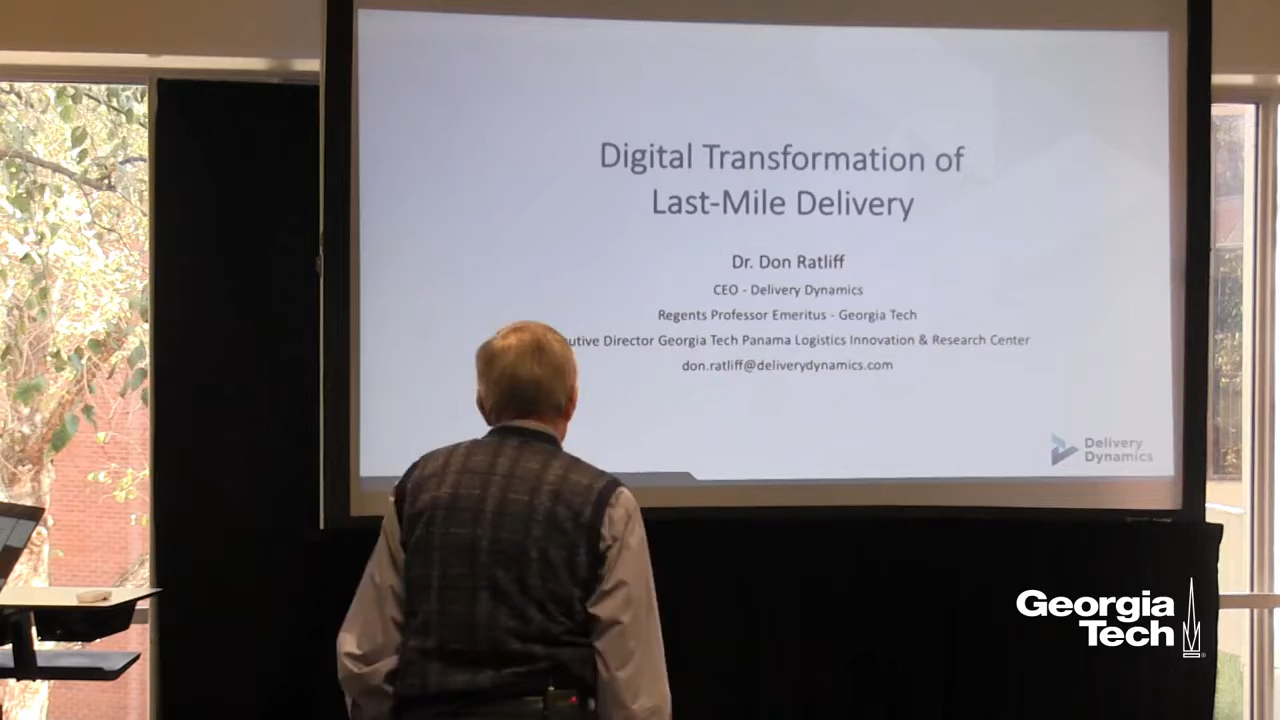 Digital Transformation of
Last-Mile Delivery
Dr. Don Ratliff
CEO - Delivery Dynamics
Regents Professor Emeritus - Georgia Tech
Director Georgia Tech Panama Logistics Innovation & Research Center
don.ratliff@deliverydynamics.com
Delivery
Dynamics
Georgia
Tech